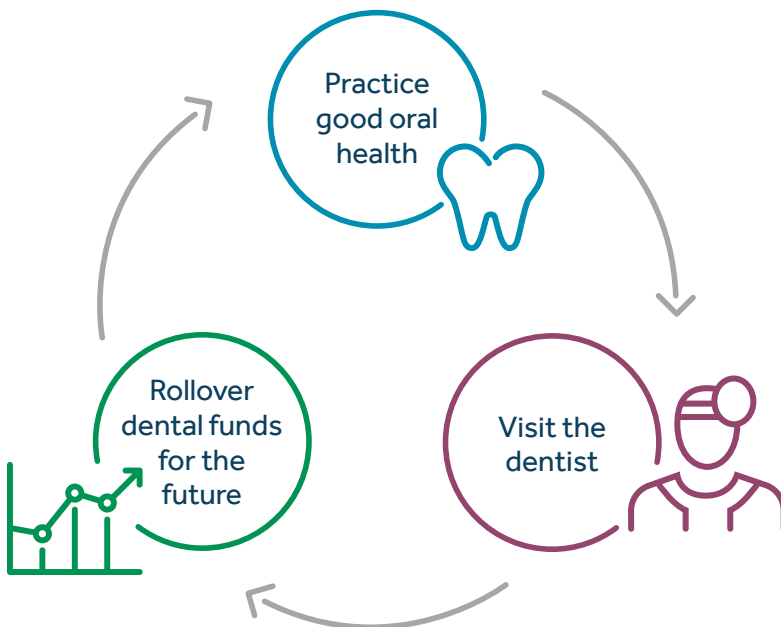 Practice
good oral
health
Visit the
dentist
Rollover
dental funds
for the
future